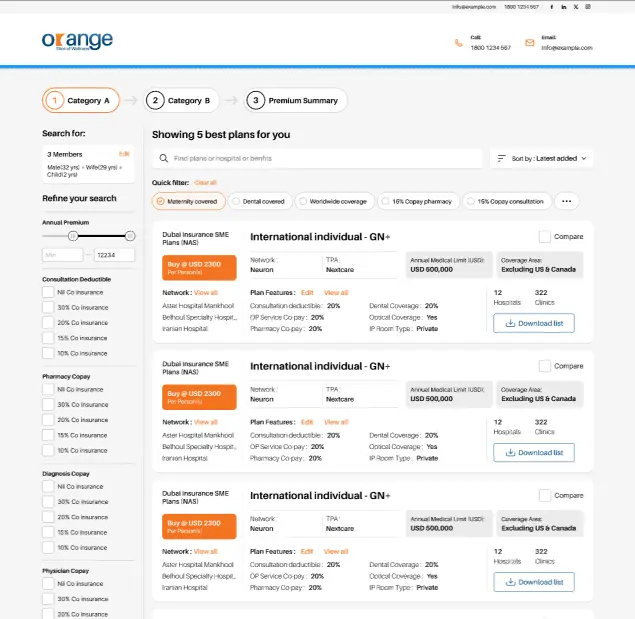 info@example.com 1800 1234 567
orange
Call:
1800 1234 567
Email:
info@example.com
1 Category A
2 Category B
3 Premium Summary
Search for:
3 Members Edit
Male(32 yrs) + Wife(29 yrs) +
Child(2 yrs)
Refine your search
Annual Premium
Min
12234
Consultation Deductible
Nil Co insurance
30% Co insurance
20% Co insurance
15% Co insurance
10% Co insurance
Pharmacy Copay
Nil Co insurance
30% Co insurance
20% Co insurance
15% Co insurance
10% Co insurance
Diagnosis Copay
Nil Co insurance
30% Co insurance
20% Co insurance
15% Co insurance
10% Co insurance
Physician Copay
Nil Co insurance
30% Co insurance
20% Co insurance
Showing 5 best plans for you
Find plans or hospital or benfits
Sort by : Latest added
Quick filter: Clear all
Maternity covered
Dental covered
Worldwide coverage
15% Copay pharmacy
15% Copay consultation
Dubai Insurance SME
Plans (NAS)
Buy @ USD 2300
Per Person(s)
International individual - GN+
Compare
Network :
Neuron
TPA :
Nextcare
Annual Medical Limit (USD):
USD 500,000
Coverage Area:
Excluding US & Canada
Network : View all
Aster Hospital Mankhool
Belhoul Speciality Hospit...
Iranian Hospital
Plan Features : Edit View all
Consultation deductible : 20%
OP Service Co-pay : 20%
Pharmacy Co-pay : 20%
Dental Coverage : 20%
Optical Coverage : Yes
IP Room Type : Private
12
Hospitals
322
Clinics
Download list
Dubai Insurance SME
Plans (NAS)
Buy @ USD 2300
Per Person(s)
International individual - GN+
Compare
Network :
Neuron
TPA :
Nextcare
Annual Medical Limit (USD):
USD 500,000
Coverage Area:
Excluding US & Canada
Network : View all
Aster Hospital Mankhool
Belhoul Speciality Hospit...
Iranian Hospital
Plan Features : Edit View all
Consultation deductible : 20%
OP Service Co-pay : 20%
Pharmacy Co-pay : 20%
Dental Coverage : 20%
Optical Coverage : Yes
IP Room Type : Private
12
Hospitals
322
Clinics
Download list
Dubai Insurance SME
Plans (NAS)
Buy @ USD 2300
Per Person(s)
International individual - GN+
Compare
Network :
Neuron
TPA :
Nextcare
Annual Medical Limit (USD):
USD 500,000
Coverage Area:
Excluding US & Canada
Network : View all
Aster Hospital Mankhool
Belhoul Speciality Hospit...
Iranian Hospital
Plan Features : Edit View all
Consultation deductible : 20%
OP Service Co-pay : 20%
Pharmacy Co-pay : 20%
Dental Coverage : 20%
Optical Coverage : Yes
IP Room Type : Private
12
Hospitals
322
Clinics
Download list